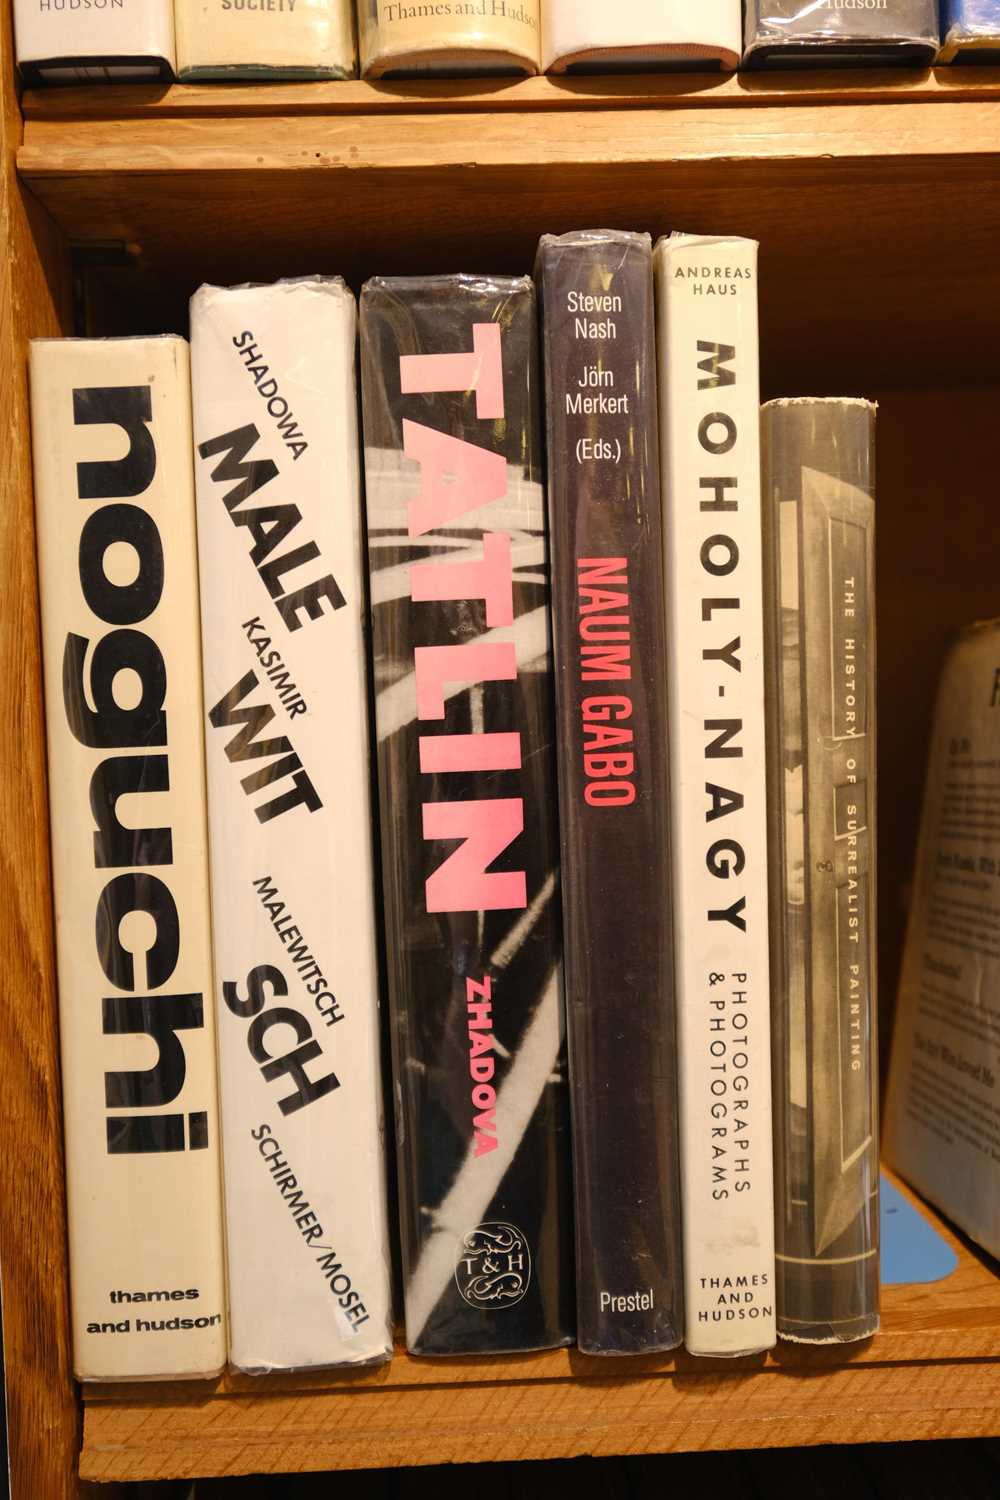 HUDSON
SOCIETY
Thames and Hudson
Hudson
noguchi
thames
and hudson
SHADOWA
MALE
KASIMIR
WIT
MALEWITSCH
SCH
SCHIRMER/MOSEL
TATLIN
ZHADOVA
T & H
Steven
Nash
Jörn
Merkert
(Eds.)
NAUM GABO
Prestel
ANDREAS
HAUS
MOHOLY-NAGY
PHOTOGRAPHS
& PHOTOGRAMS
THAMES
AND
HUDSON
THE HISTORY OF SURREALIST PAINTING